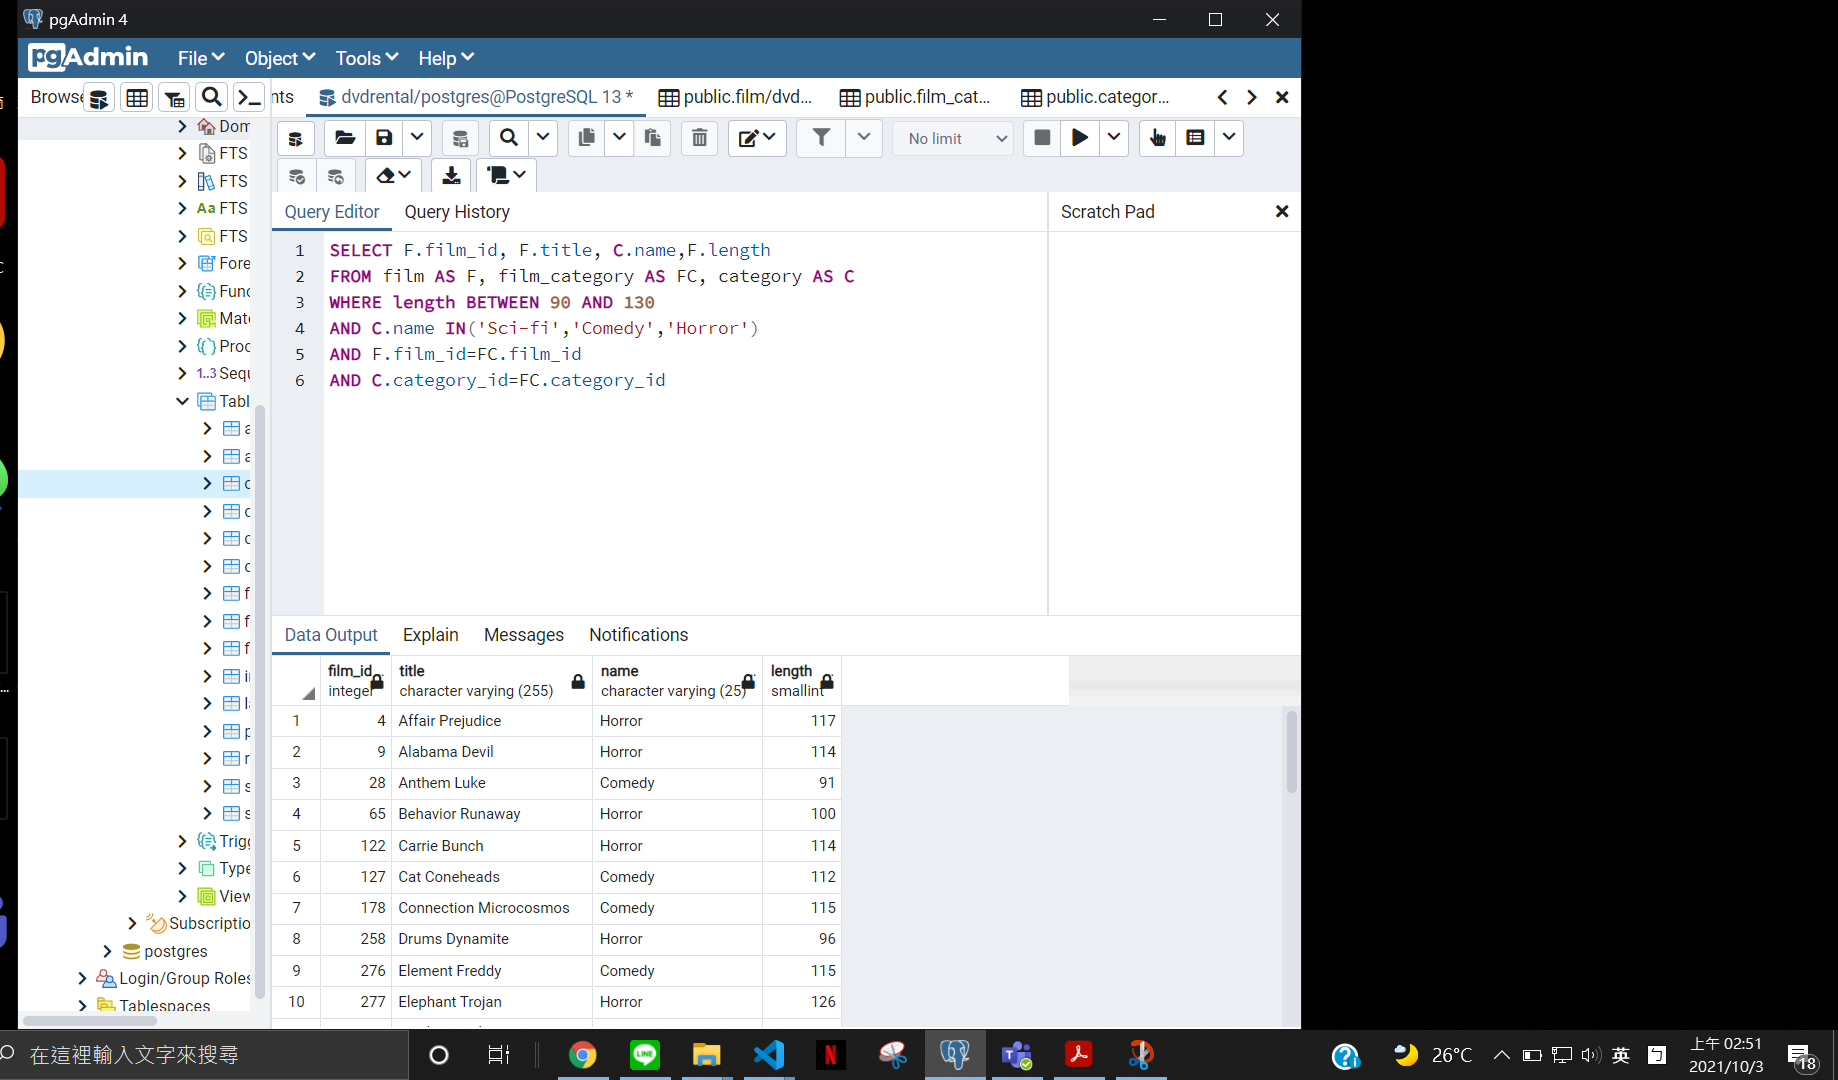 pgAdmin 4
pgAdmin File Object Tools Help
Browse
nts dvdrental/postgres@PostgreSQL 13 * public.film/dvd... public.film_cat... public.categor...
No limit
Dom
FTS
FTS
FTS
FTS
Fore
Func
Mate
Proc
1..3 Sequ
Tabl
Trigg
Type
View
Subscriptio
postgres
Login/Group Roles
Tablespaces
Query Editor Query History
Scratch Pad
1 SELECT F.film_id, F.title, C.name,F.length
2 FROM film AS F, film_category AS FC, category AS C
3 WHERE length BETWEEN 90 AND 130
4 AND C.name IN('Sci-fi','Comedy','Horror')
5 AND F.film_id=FC.film_id
6 AND C.category_id=FC.category_id
Data Output Explain Messages Notifications
film_id title name length
integer character varying (255) character varying (25) smallint
1 4 Affair Prejudice Horror 117
2 9 Alabama Devil Horror 114
3 28 Anthem Luke Comedy 91
4 65 Behavior Runaway Horror 100
5 122 Carrie Bunch Horror 114
6 127 Cat Coneheads Comedy 112
7 178 Connection Microcosmos Comedy 115
8 258 Drums Dynamite Horror 96
9 276 Element Freddy Comedy 115
10 277 Elephant Trojan Horror 126
在這裡輸入文字來搜尋
LINE
N
26°C
英
ㄅ
上午 02:51
2021/10/3
18